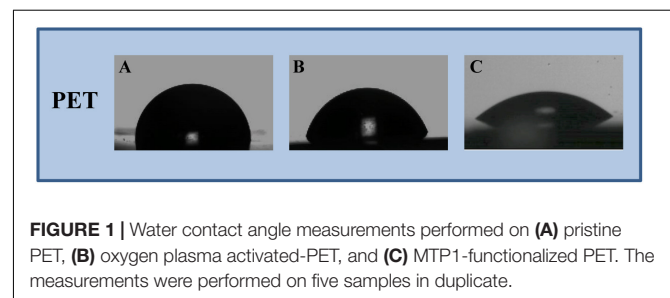 A
B
C
PET
FIGURE 1 | Water contact angle measurements performed on (A) pristine
PET, (B) oxygen plasma activated-PET, and (C) MTP1-functionalized PET. The
measurements were performed on five samples in duplicate.